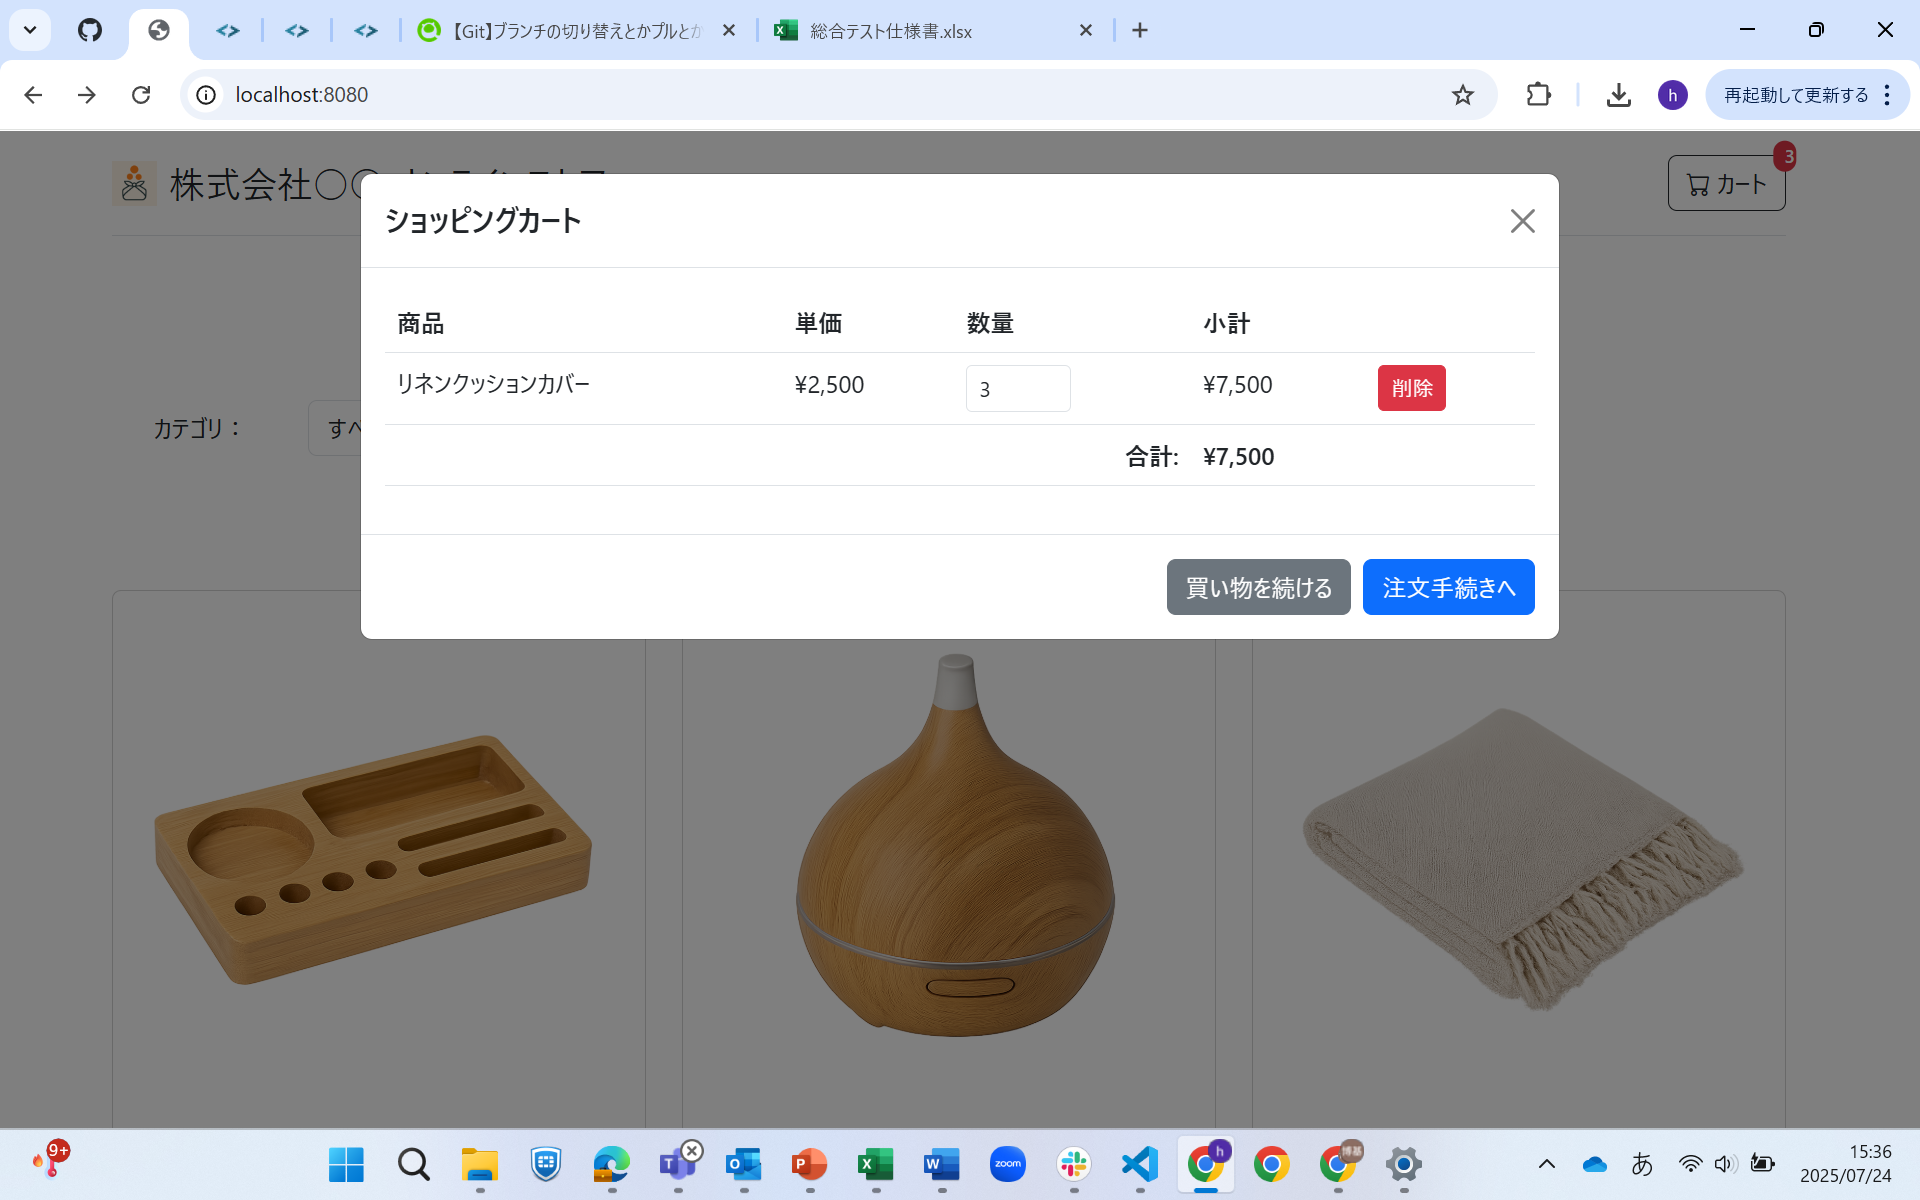 【Git】ブランチの切り替えとかプルとか
総合テスト仕様書.xlsx
localhost:8080
h
再起動して更新する
株式会社〇〇
3
カート
ショッピングカート
商品 単価 数量 小計
リネンクッションカバー ¥2,500 3 ¥7,500 削除
合計: ¥7,500
買い物を続ける 注文手続きへ
カテゴリ：
すべ
9+
zoom
h
あ
15:36
2025/07/24